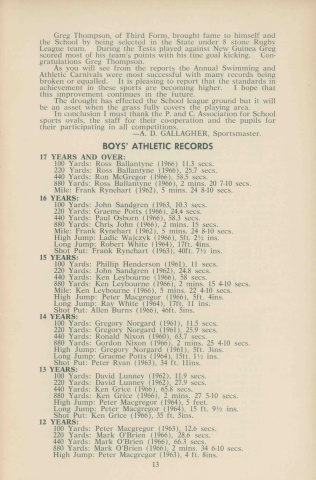 Greg Thompson, of Third Form, brought fame to himself and
the School by being selected in the State under 8 stone Rugby
League team. During the Tests played against New Guinea Greg
scored most of his team's points with his fine goal kicking. Con-
gratulations Greg Thompson.
As you will see from the reports the Annual Swimming and
Athletic Carnivals were most successful with many records being
broken or equalled. It is pleasing to report that the standards in
achievement in these sports are becoming higher. I hope that
this improvement continues in the future.
The drought has effected the School league ground but it will
be an asset when the grass fully covers the playing area.
In conclusion I must thank the P. and C. Association for School
sports ovals, the staff for their co-operation and the pupils for
their participating in all competitions.
—A. D. GALLAGHER, Sportsmaster.
BOYS' ATHLETIC RECORDS
17 YEARS AND OVER:
100 Yards: Ross Ballantyne (1966) 11.3 secs.
220 Yards: Ross Ballantyne (1966), 25.7 secs.
440 Yards: Ron McGregor (1966), 58.5 secs.
880 Yards: Ross Ballantyne (1966), 2 mins. 20 7-10 secs.
Mile: Frank Rynehart (1962), 5 mins. 24 8-10 secs.
16 YEARS:
100 Yards: John Sandgren (1963, 10.3 secs.
220 Yards: Graeme Potts (1966), 24.4 secs.
440 Yards: Paul Osborn (1966), 58.3 secs.
880 Yards: Chris John (1966), 2 mins. 15 secs.
Mile: Frank Rynehart (1962), 5 mins. 24 8-10 secs.
High Jump: Ladic Wajczyk (1966), 5ft. 2½ ins.
Long Jump: Robert White (1964), 17ft. 4ins.
Shot Put: Frank Rynehart (1963), 40ft. 7½ ins.
15 YEARS:
100 Yards: Phillip Henderson (1961), 11 secs.
220 Yards: John Sandgren (1962), 24.8 secs.
440 Yards: Ken Leybourne (1966), 58 secs.
880 Yards: Ken Leybourne (1966), 2 mins. 15 4-10 secs.
Mile: Ken Leybourne (1966), 5 mins. 22 4-10 secs.
High Jump: Peter Macgregor (1966), 5ft. 4ins.
Long Jump: Ray White (1964), 17ft. 11 ins.
Shot Put: Allen Burns (1966), 46ft. 5ins.
14 YEARS:
100 Yards: Gregory Norgard (1961), 11.5 secs.
220 Yards: Gregory Norgard (1961), 25.9 secs.
440 Yards: Ronald Nixon (1960), 63.7 secs.
880 Yards: Gordon Nixon (1966), 2 mins. 25 4-10 secs.
High Jump: Gregory Norgard (1961), 5ft. 3ins.
Long Jump: Graeme Potts (1964), 15ft. 1½ ins.
Shot Put: Peter Ryan (1963), 34 ft. 11ins.
13 YEARS:
100 Yards: David Lunney (1962), 11.9 secs.
220 Yards: David Lunney (1962), 27.9 secs.
440 Yards: Ken Grice (1966), 65.8 secs.
880 Yards: Ken Grice (1966), 2 mins. 27 5-10 secs.
High Jump: Peter Macgregor (1964), 5 feet.
Long Jump: Peter Macgregor (1964), 15 ft. 9½ ins.
Shot Put: Ken Grice (1966), 35 ft. 5ins.
12 YEARS:
100 Yards: Peter Macgregor (1963), 12.6 secs.
220 Yards: Mark O'Brien (1966), 28.6 secs.
440 Yards: Mark O'Brien (1966), 66.3 secs.
880 Yards: Mark O'Brien (1966), 2 mins. 34 6-10 secs.
High Jump: Peter Macgregor (1963), 4 ft. 8ins.
13